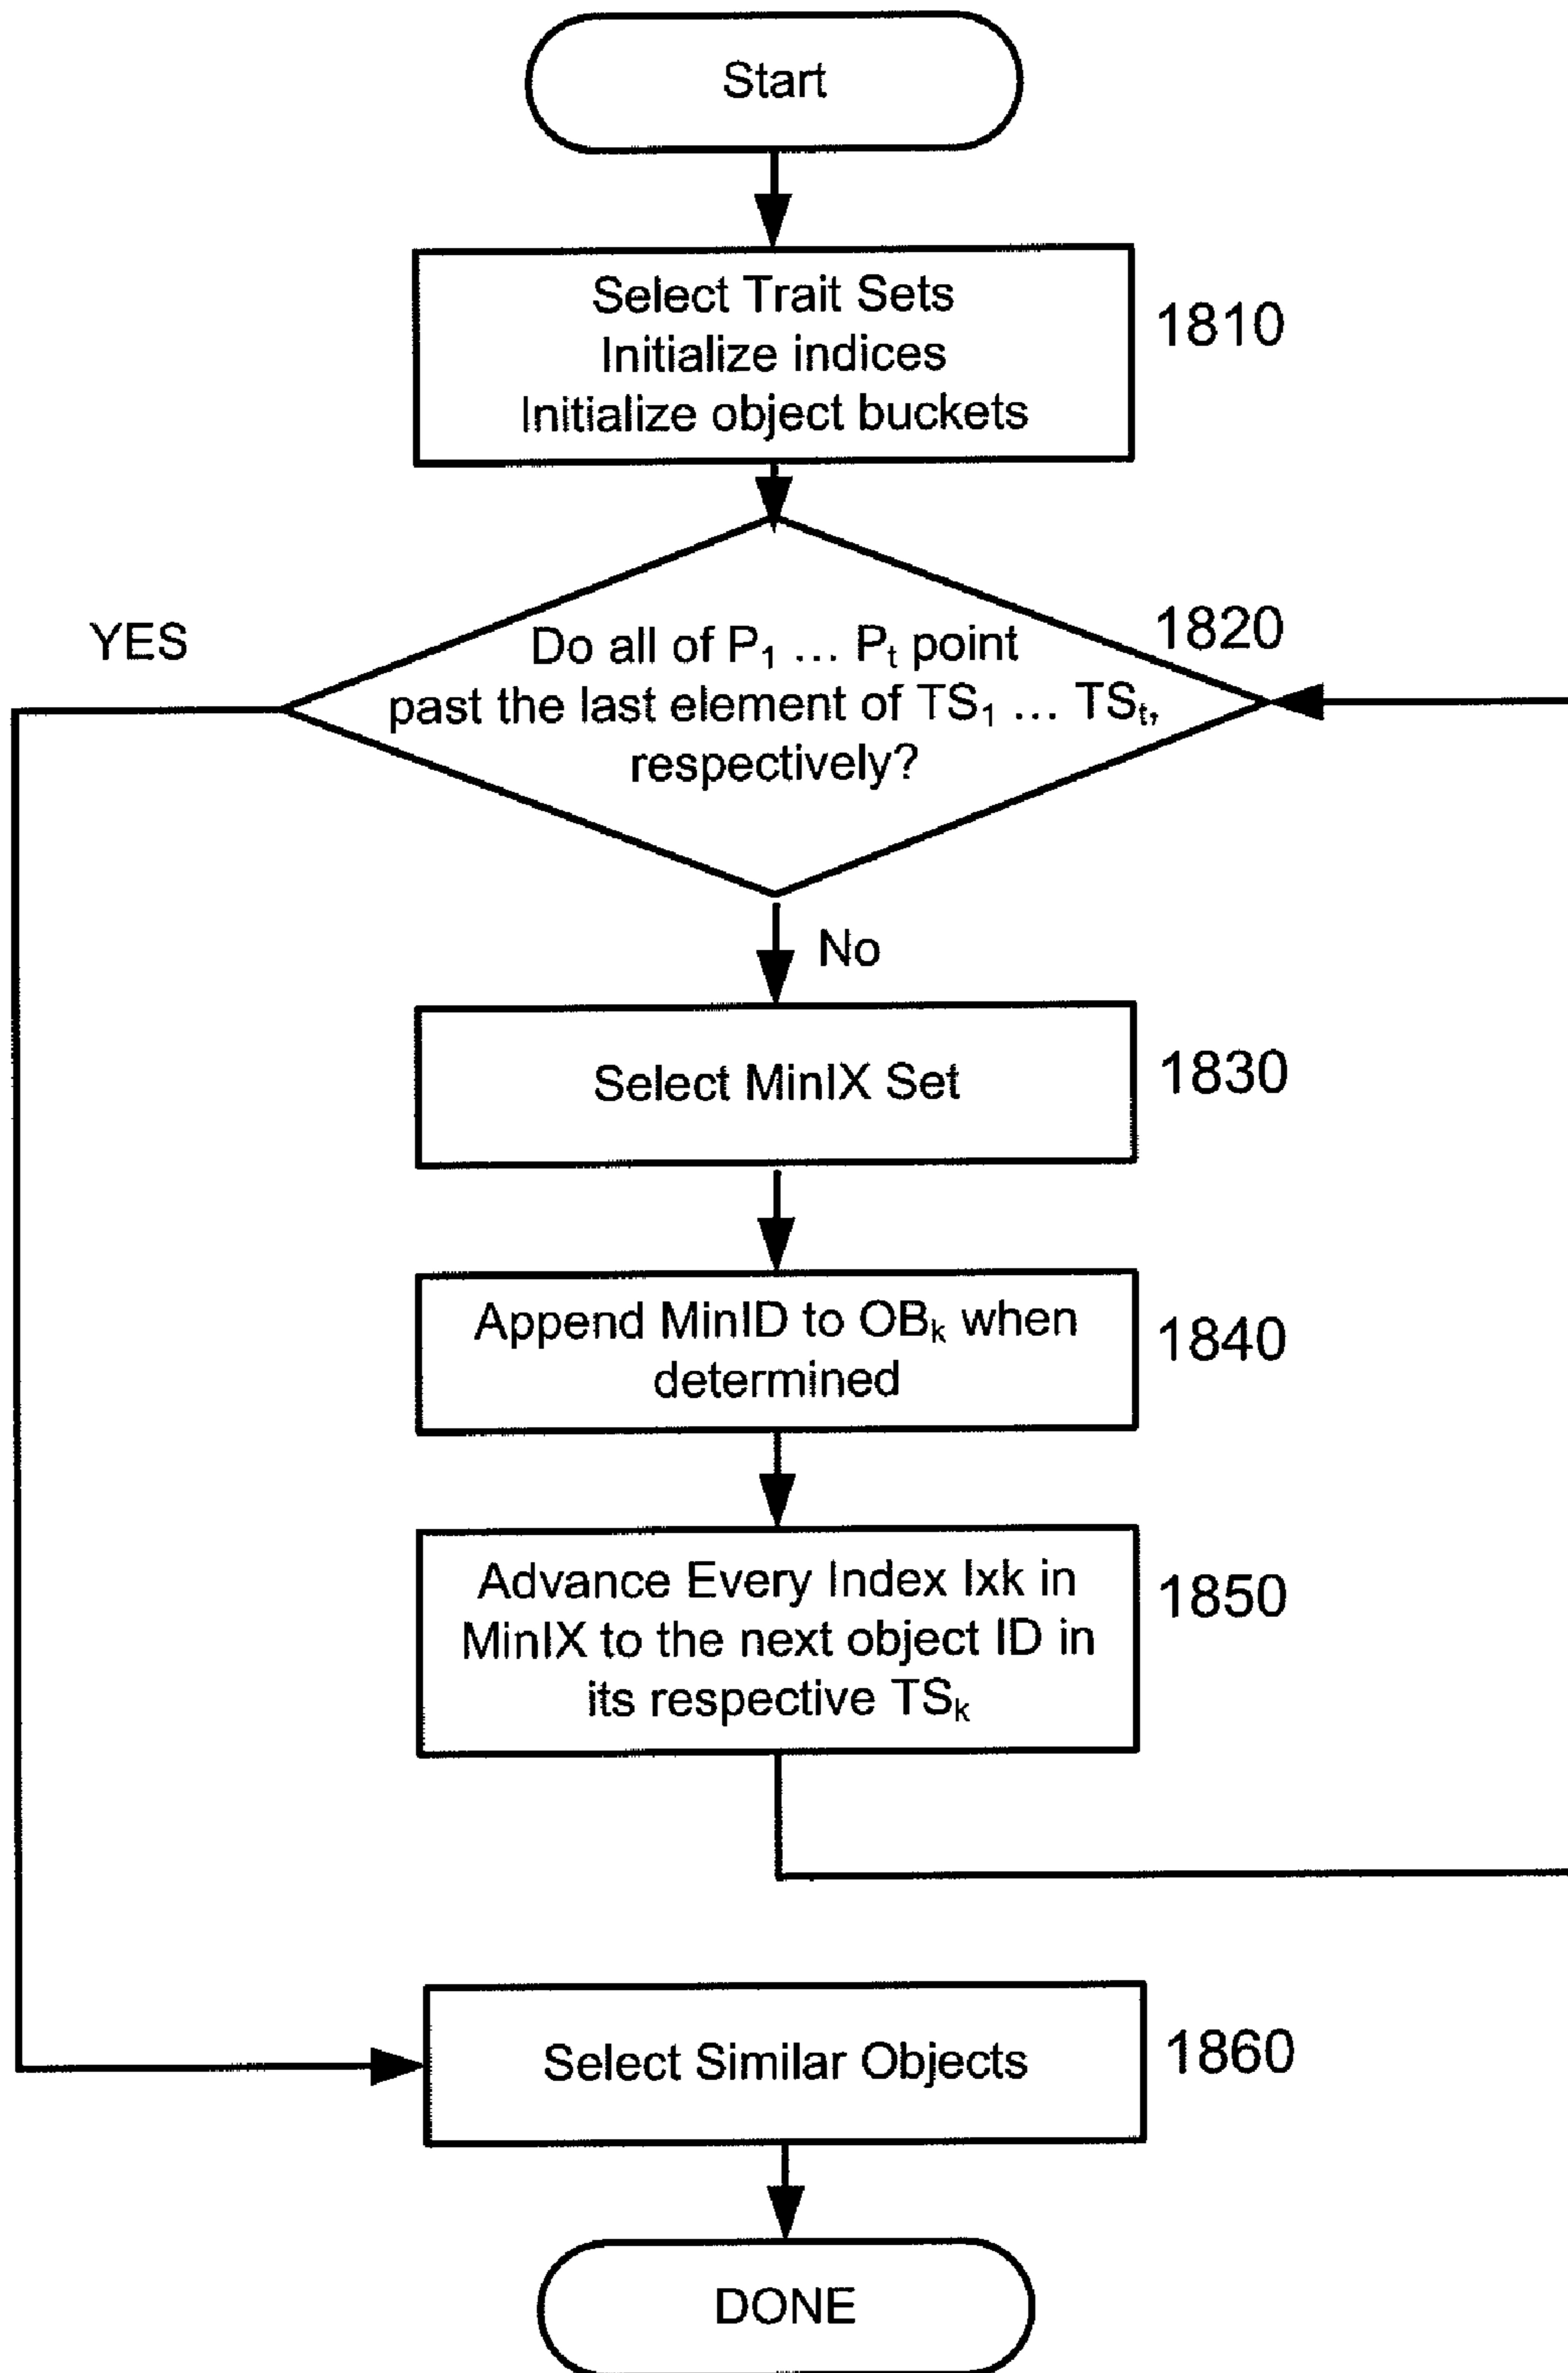 Start
Select Trait Sets
Initialize indices
Initialize object buckets
1810
YES
1820
Do all of P₁ ... Pₜ point
past the last element of TS₁ ... TSₜ,
respectively?
No
Select MinIX Set
1830
Append MinID to OBₖ when
determined
1840
Advance Every Index Ixk in
MinIX to the next object ID in
its respective TSₖ
1850
Select Similar Objects
1860
DONE